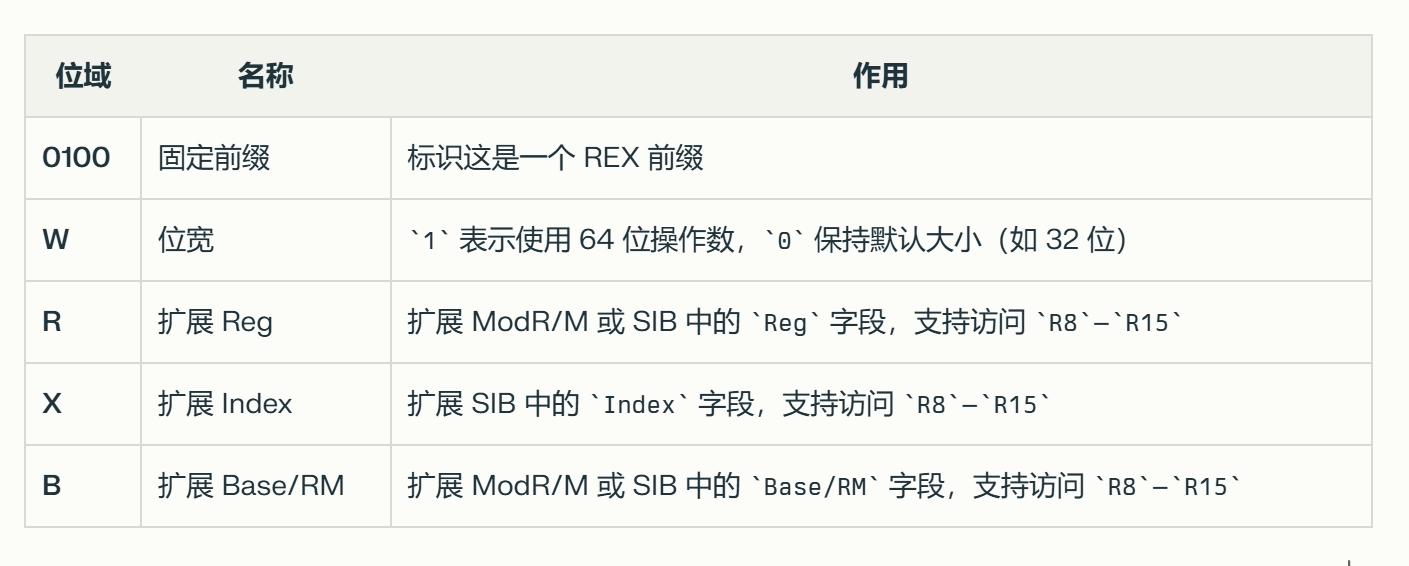 位域 名称 作用
0100 固定前缀 标识这是一个 REX 前缀
W 位宽 `1` 表示使用 64 位操作数，`0` 保持默认大小（如 32 位）
R 扩展 Reg 扩展 ModR/M 或 SIB 中的 `Reg` 字段，支持访问 `R8`–`R15`
X 扩展 Index 扩展 SIB 中的 `Index` 字段，支持访问 `R8`–`R15`
B 扩展 Base/RM 扩展 ModR/M 或 SIB 中的 `Base/RM` 字段，支持访问 `R8`–`R15`